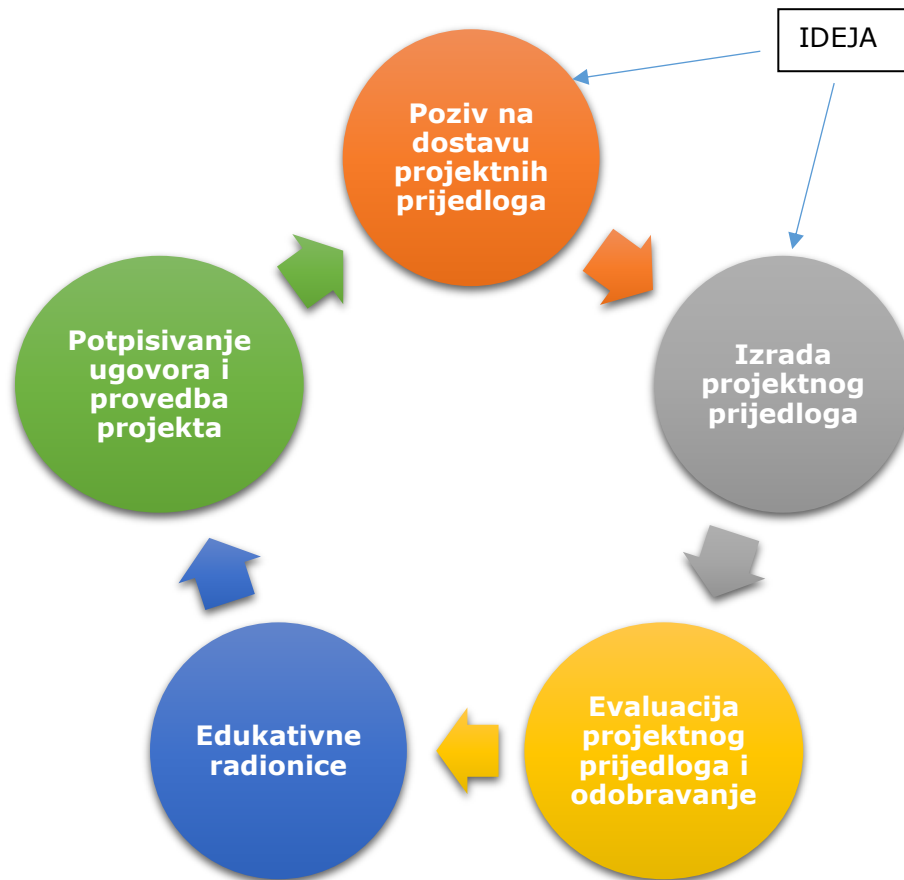 IDEJA
Poziv na
dostavu
projektnih
prijedloga
Izrada
projektnog
prijedloga
Evaluacija
projektnog
prijedloga i
odobravanje
Edukativne
radionice
Potpisivanje
ugovora i
provedba
projekta